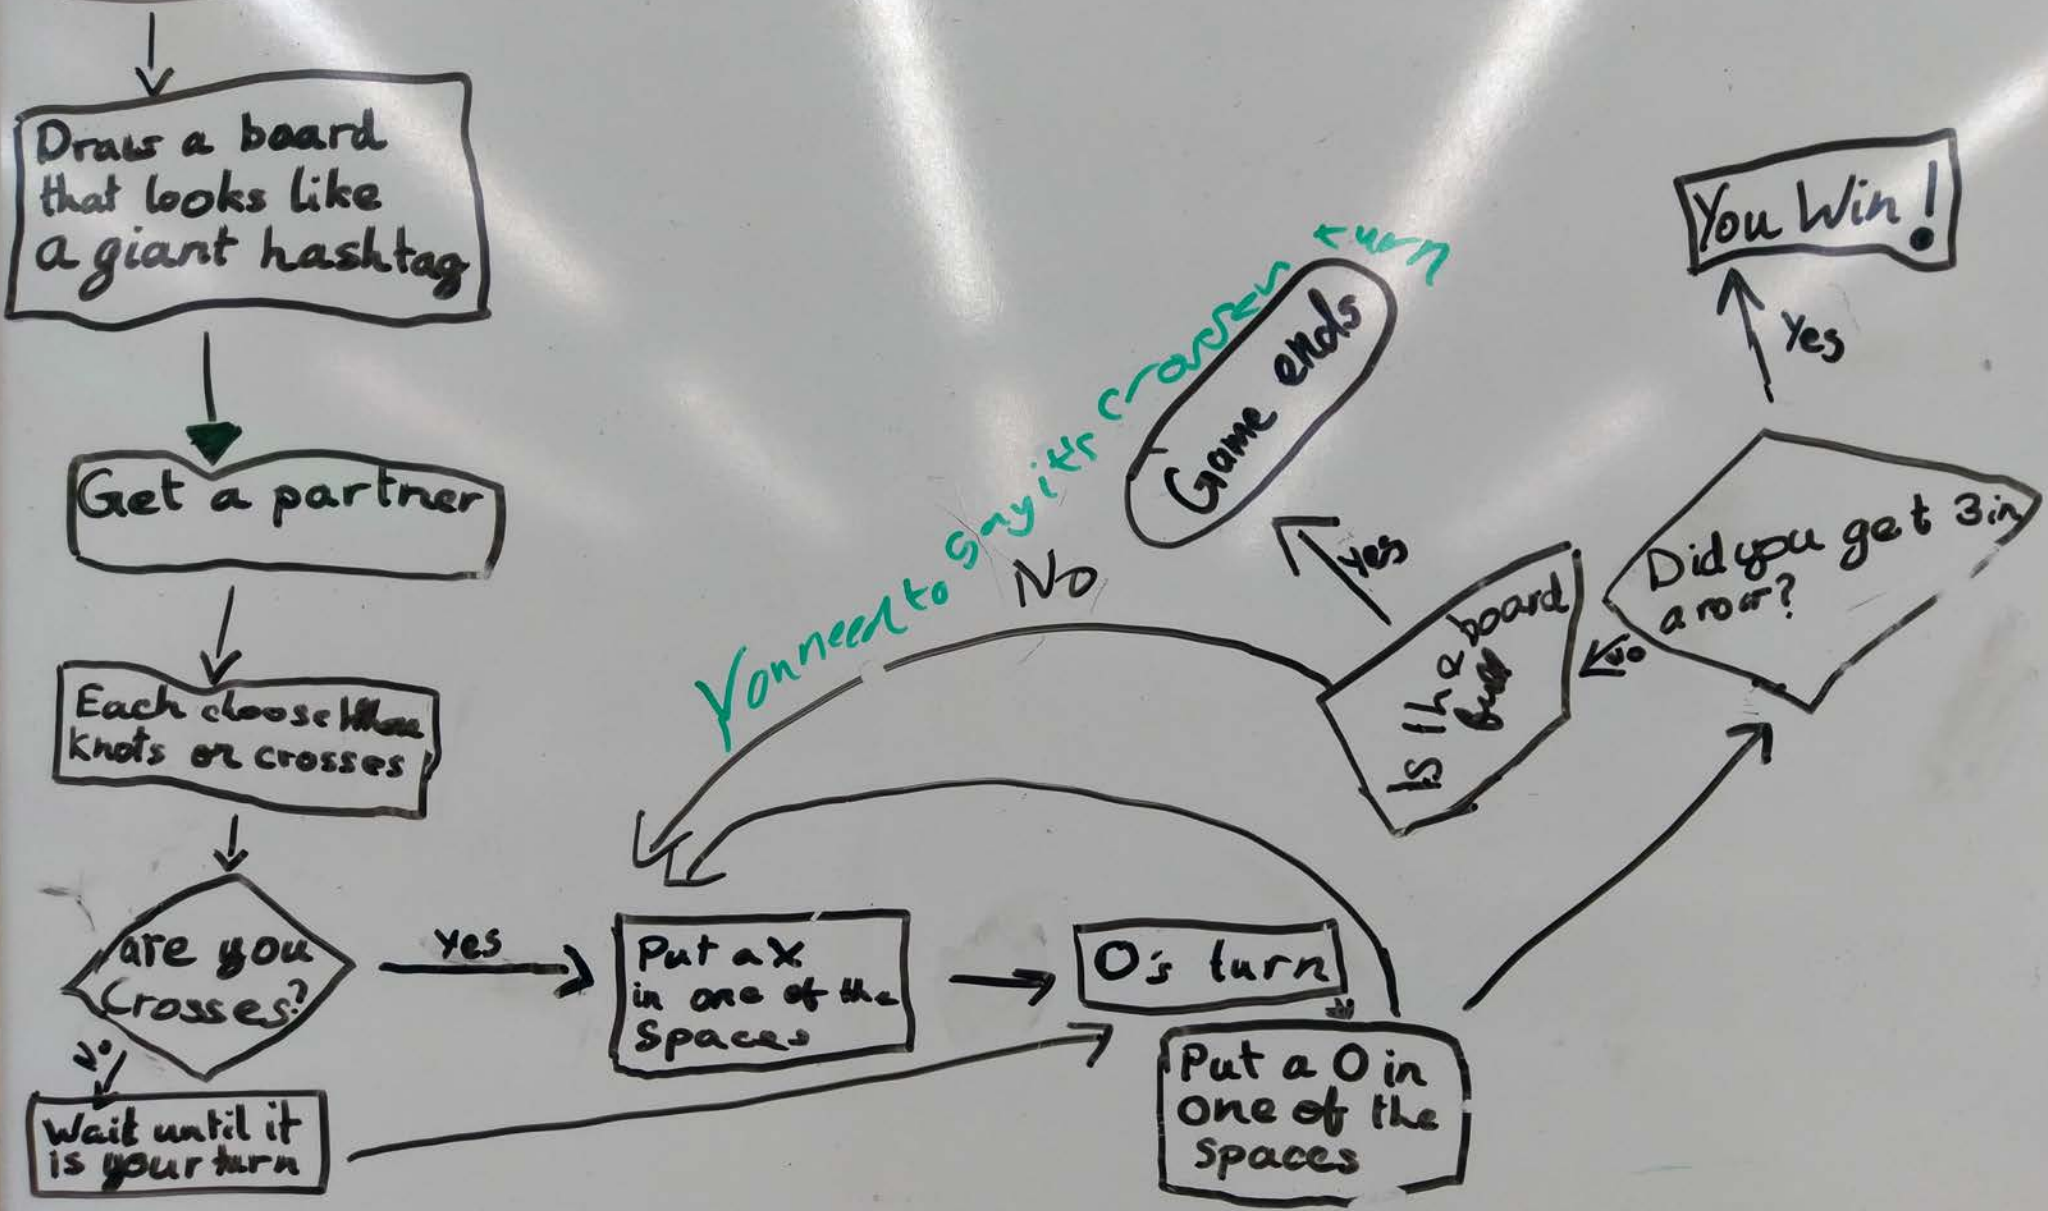 Draw a board
that looks like
a giant hashtag
Get a partner
Each choose
knots or crosses
are you
Crosses?
Yes
No
Wait until it
is your turn
Put a X
in one of the
spaces
O's turn
Put a O in
one of the
spaces
Did you get 3 in
a row?
Yes
You Win!
No
Is the board
full
Yes
Game ends
No
You need to say it's crosses turn